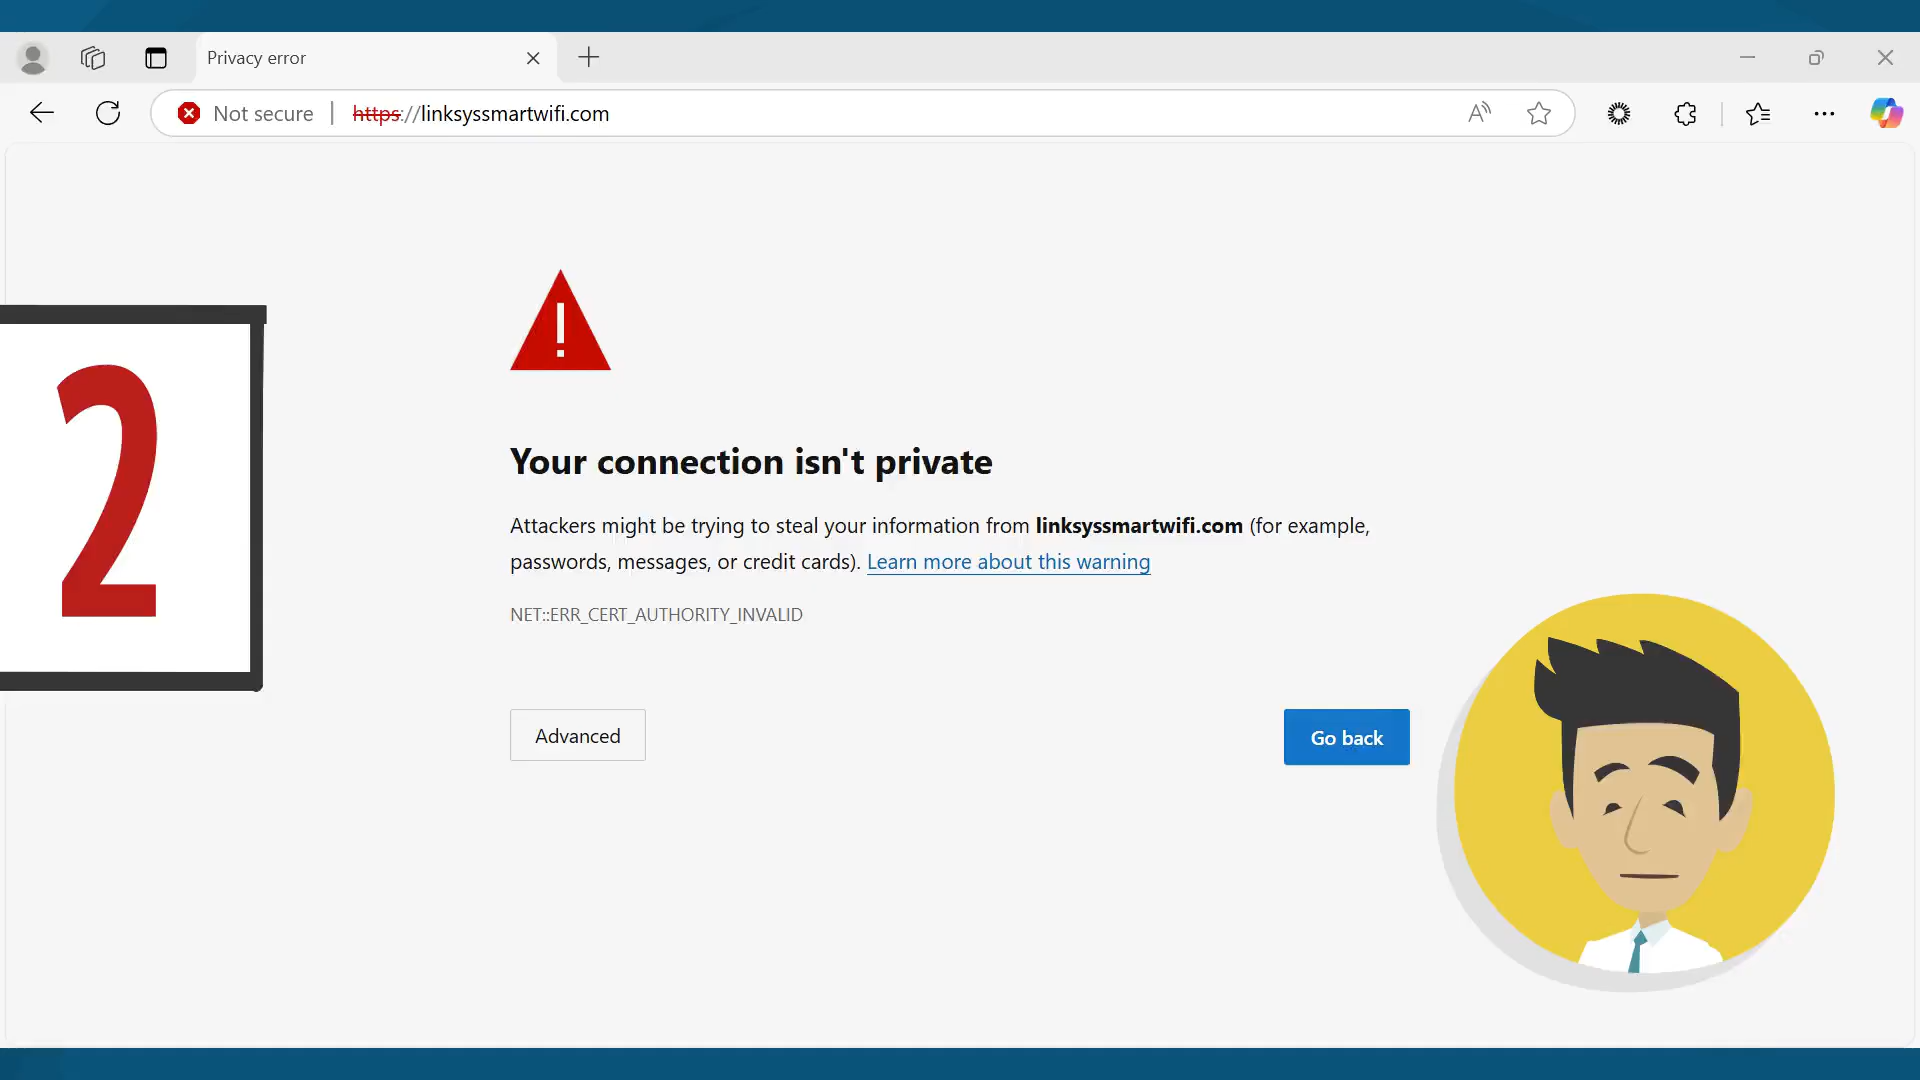 Privacy error
Not secure
https://linksyssmartwifi.com
2
!
Your connection isn't private
Attackers might be trying to steal your information from linksyssmartwifi.com (for example,
passwords, messages, or credit cards). Learn more about this warning
NET::ERR_CERT_AUTHORITY_INVALID
Advanced
Go back